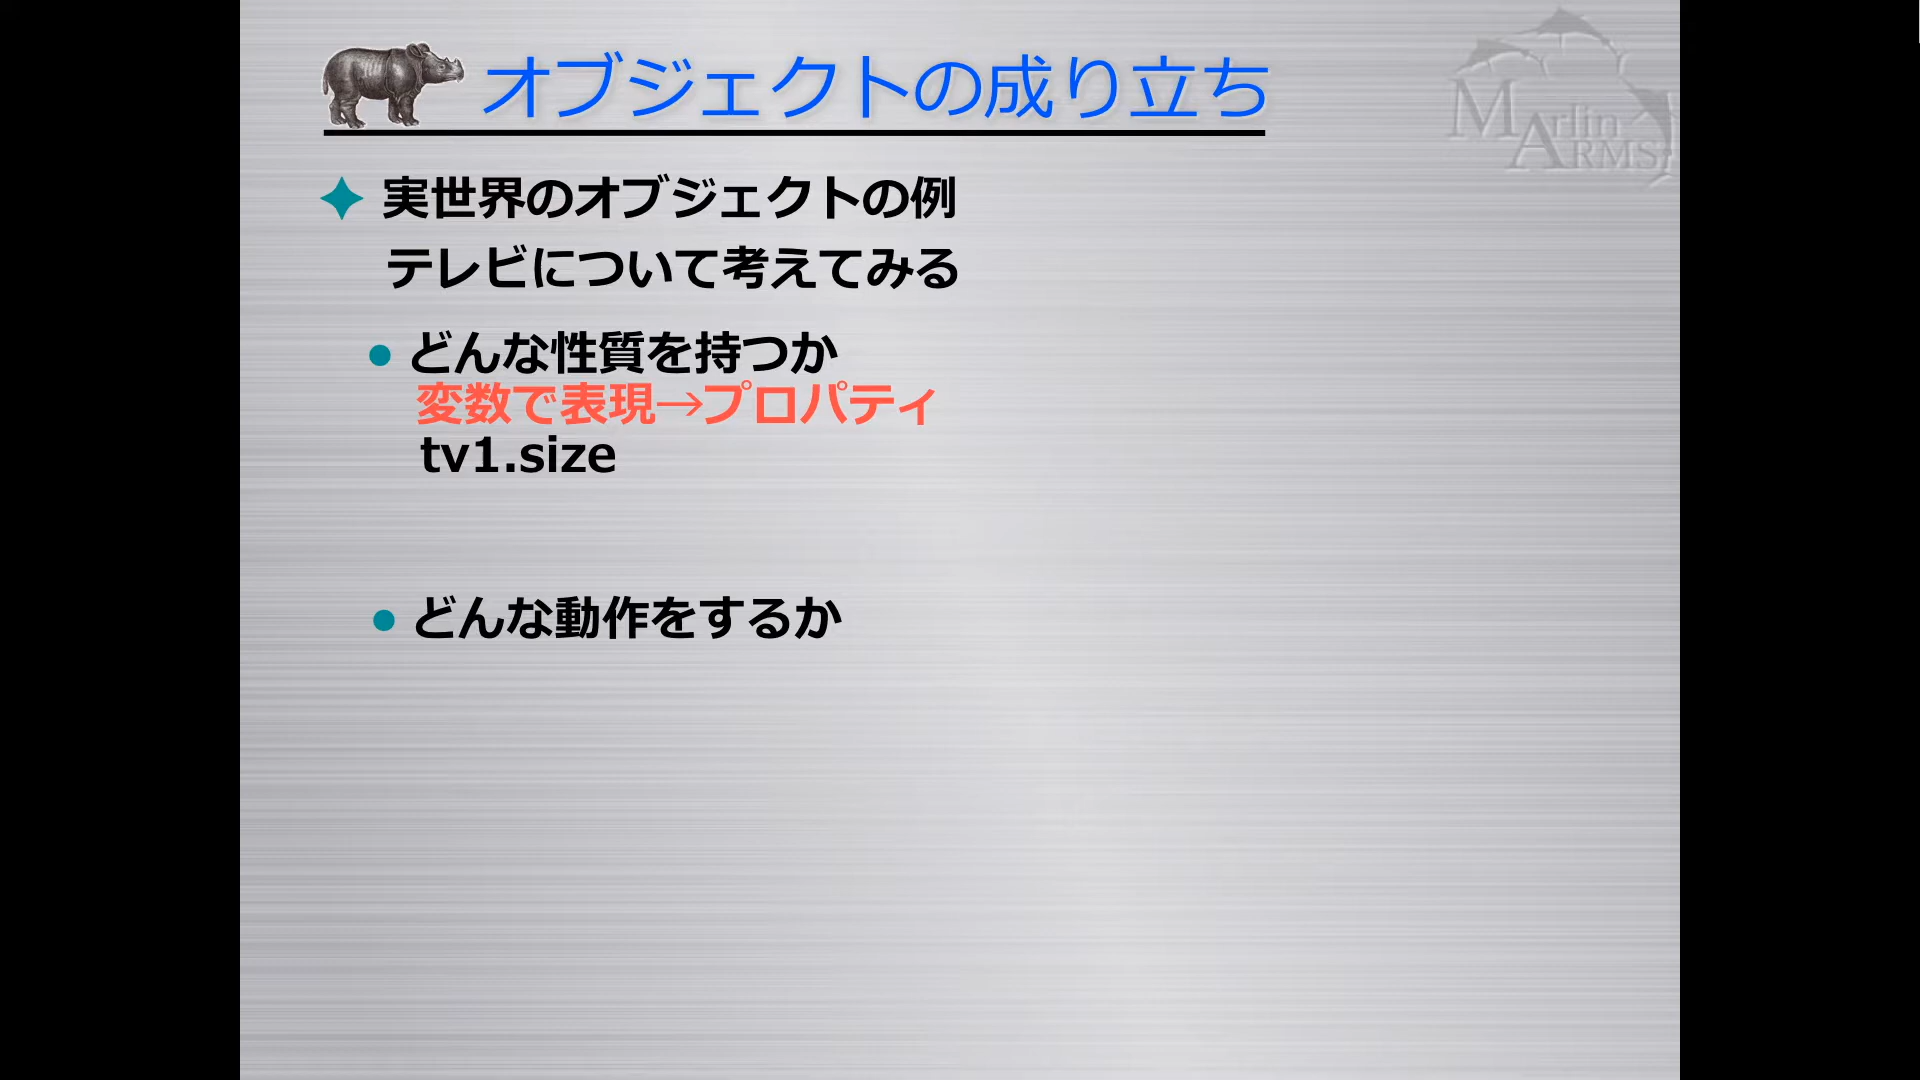 オブジェクトの成り立ち
Marlin
ARMS
実世界のオブジェクトの例
テレビについて考えてみる
どんな性質を持つか
変数で表現→プロパティ
tv1.size
どんな動作をするか